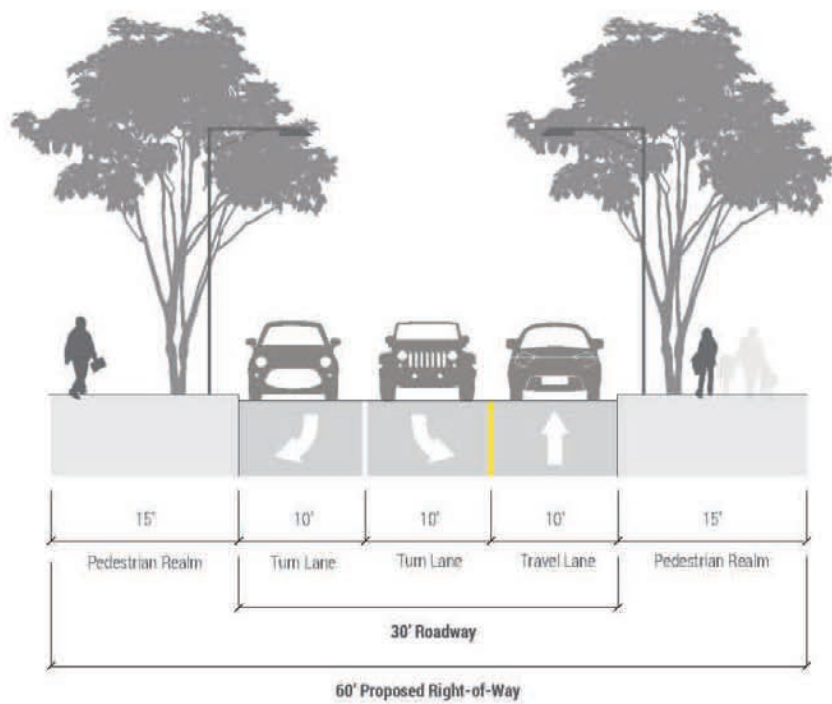 15' 10' 10' 10' 15'
Pedestrian Realm Turn Lane Turn Lane Travel Lane Pedestrian Realm
30' Roadway
60' Proposed Right-of-Way